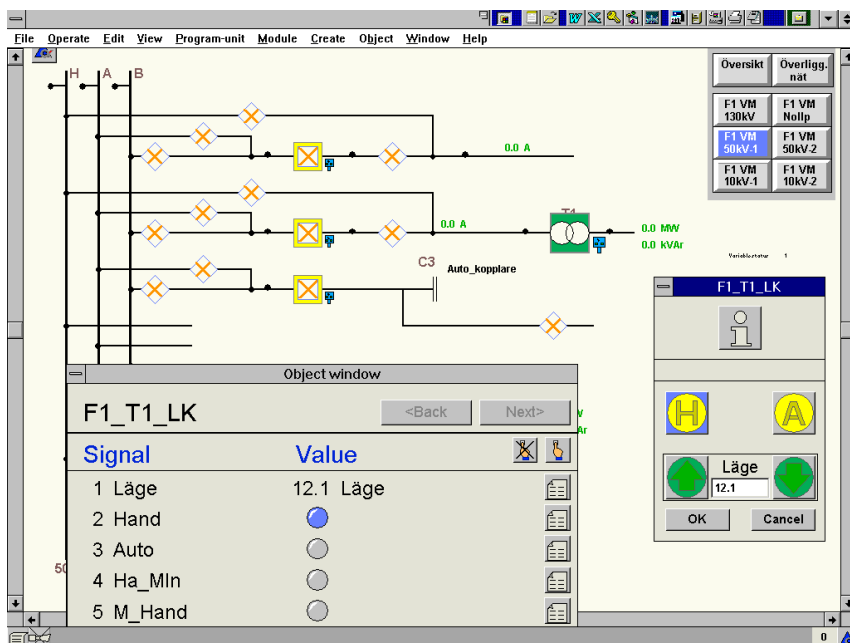 File Operate Edit View Program-unit Module Create Object Window Help
H A B
Översikt
Överligg.
nät
F1 VM
130kV
F1 VM
Nollp
F1 VM
50kV-1
F1 VM
50kV-2
F1 VM
10kV-1
F1 VM
10kV-2
0.0 A
0.0 A
T1
0.0 MW
0.0 kVAr
Variabelstatur 1
C3
Auto_kopplare
F1_T1_LK
i
H A
Läge
12.1
OK Cancel
Object window
F1_T1_LK <Back Next>
Ar
Signal Value
1 Läge 12.1 Läge
2 Hand
3 Auto
4 Ha_MIn
5 M_Hand
50
0